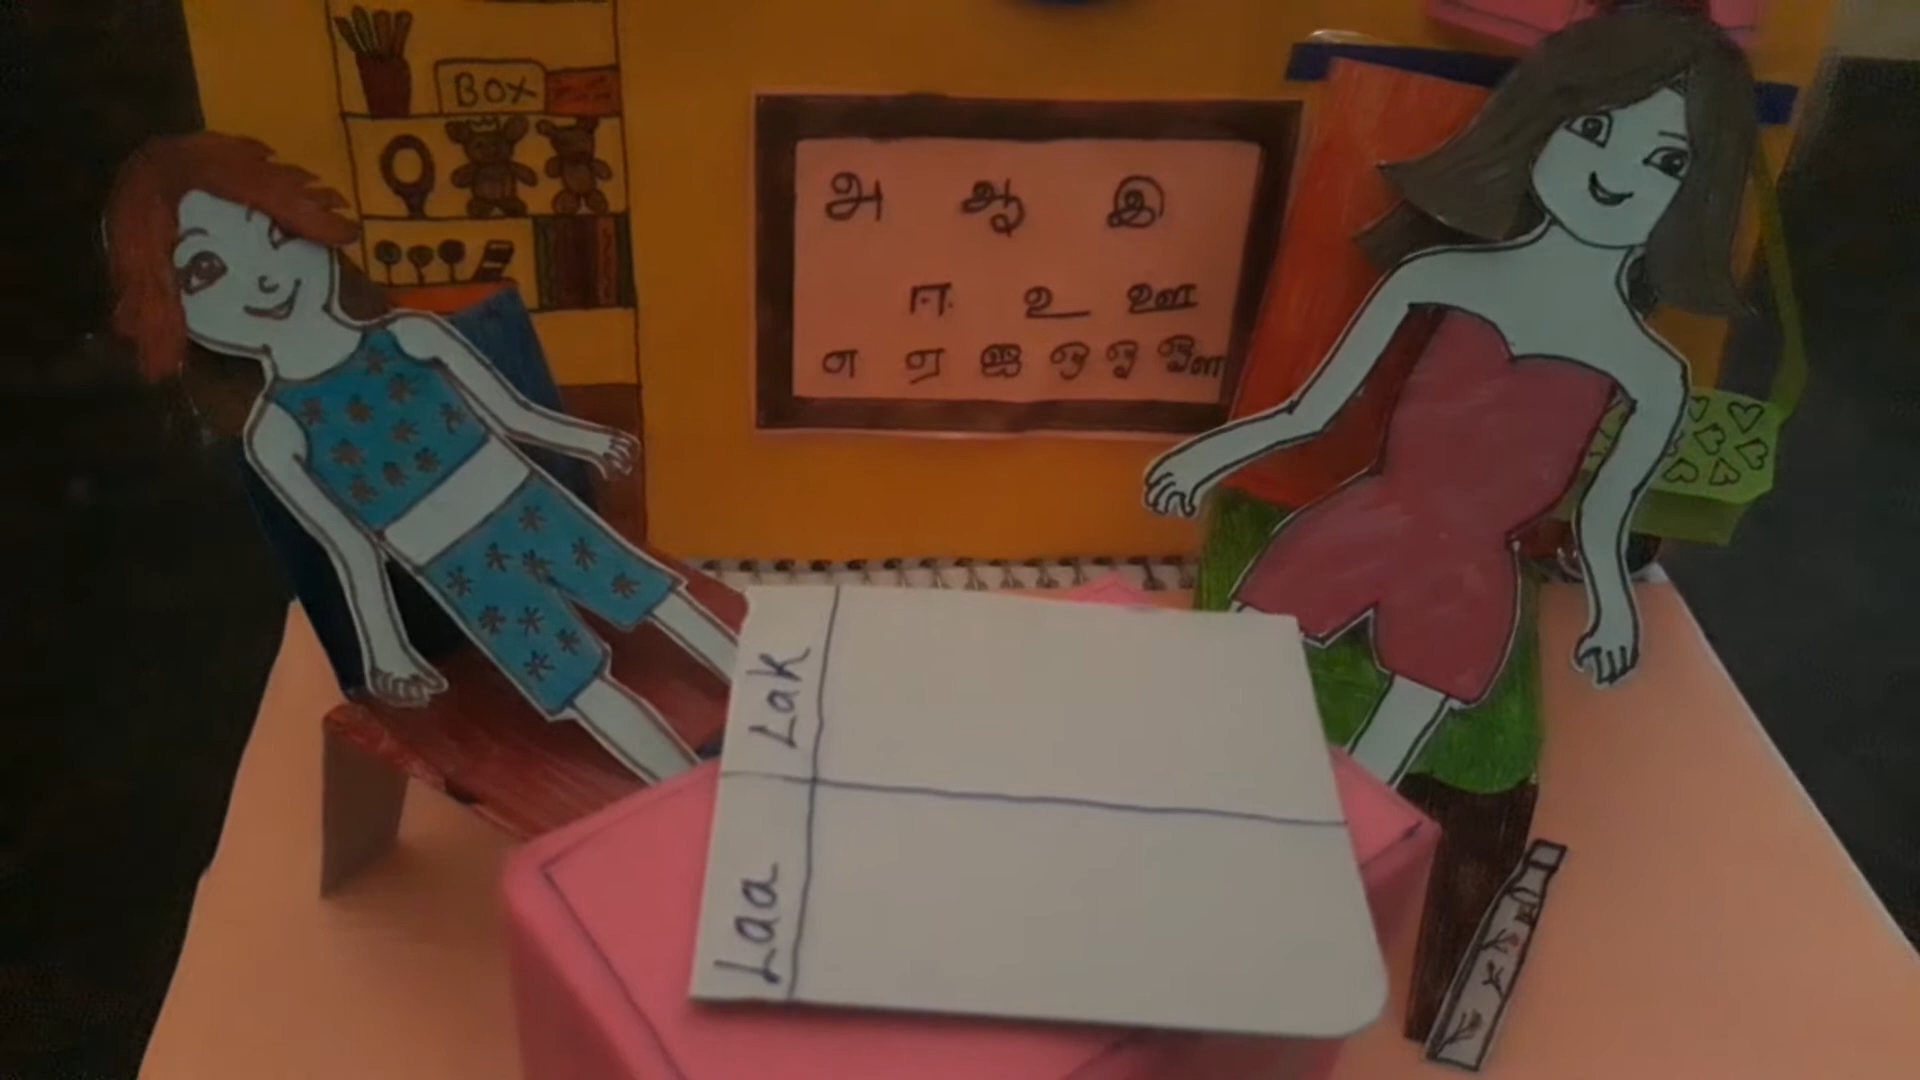 BOX
அ ஆ இ
ஈ உ ஊ
எ ஏ ஐ ஒ ஓ ஔ
Lak
Laa